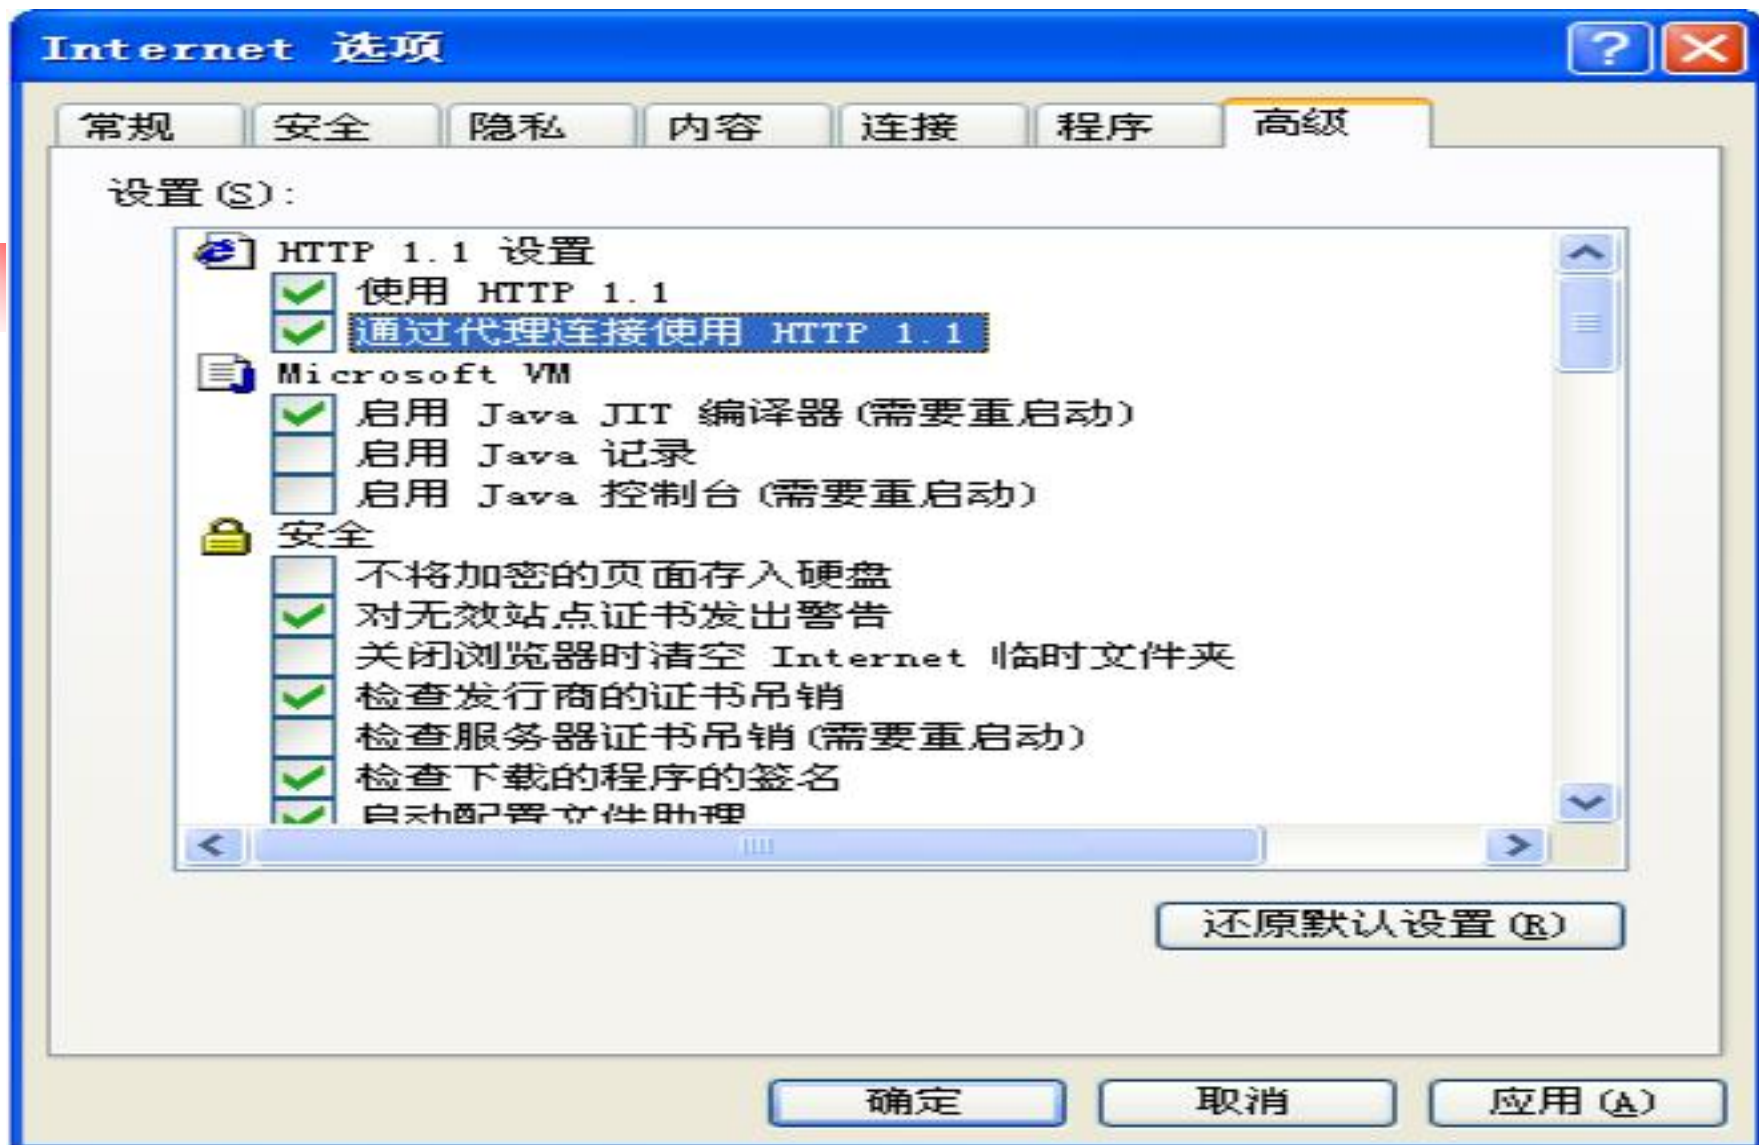 Internet 选项
常规 安全 隐私 内容 连接 程序 高级
设置(S):
HTTP 1.1 设置
使用 HTTP 1.1
通过代理连接使用 HTTP 1.1
Microsoft VM
启用 Java JIT 编译器(需要重启动)
启用 Java 记录
启用 Java 控制台(需要重启动)
安全
不将加密的页面存入硬盘
对无效站点证书发出警告
关闭浏览器时清空 Internet 临时文件夹
检查发行商的证书吊销
检查服务器证书吊销(需要重启动)
检查下载的程序的签名
启动配置文件助理
还原默认设置(R)
确定 取消 应用(A)